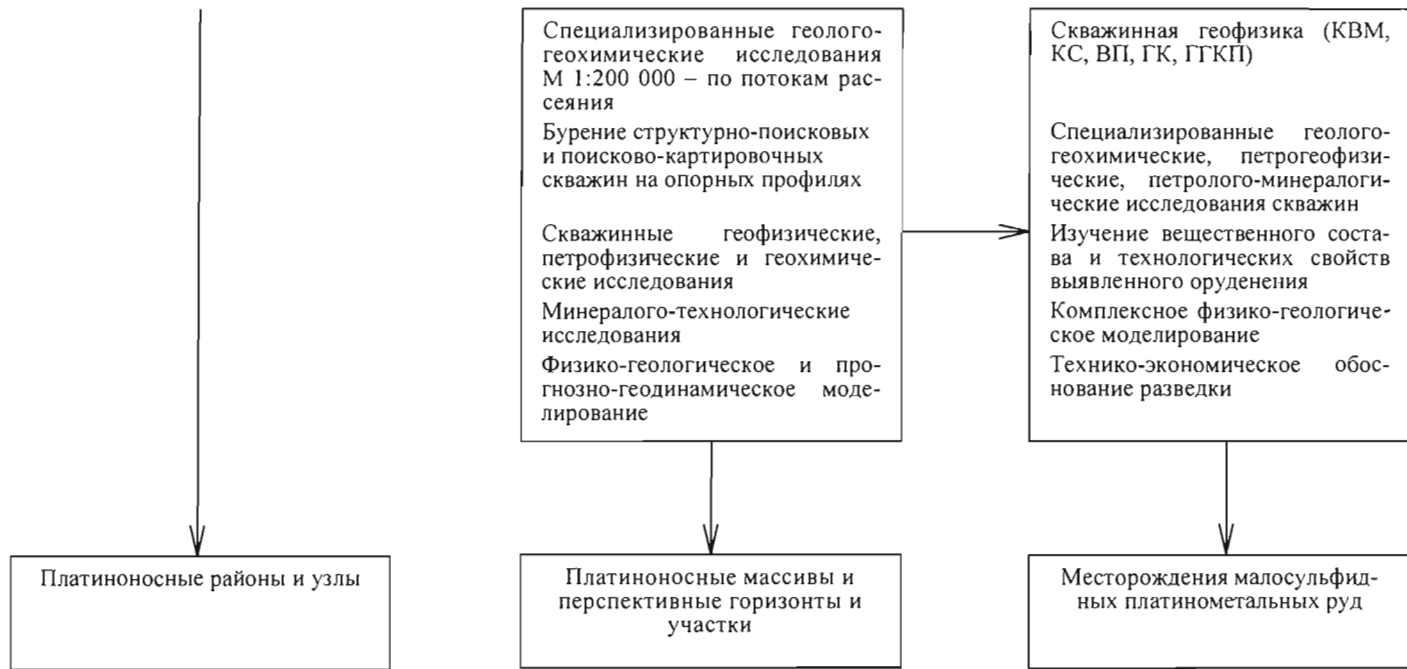 Специализированные геолого-
геохимические исследования
М 1:200 000 – по потокам рас-
сеяния
Бурение структурно-поисковых
и поисково-картировочных
скважин на опорных профилях
Скважинные геофизические,
петрофизические и геохимиче-
ские исследования
Минералого-технологические
исследования
Физико-геологическое и про-
гнозно-геодинамическое моде-
лирование
Скважинная геофизика (КВМ,
КС, ВП, ГК, ГГКП)
Специализированные геолого-
геохимические, петрогеофизи-
ческие, петролого-минералоги-
ческие исследования скважин
Изучение вещественного соста-
ва и технологических свойств
выявленного оруденения
Комплексное физико-геологиче-
ское моделирование
Технико-экономическое обос-
нование разведки
Платиноносные районы и узлы
Платиноносные массивы и
перспективные горизонты и
участки
Месторождения малосульфид-
ных платинометальных руд